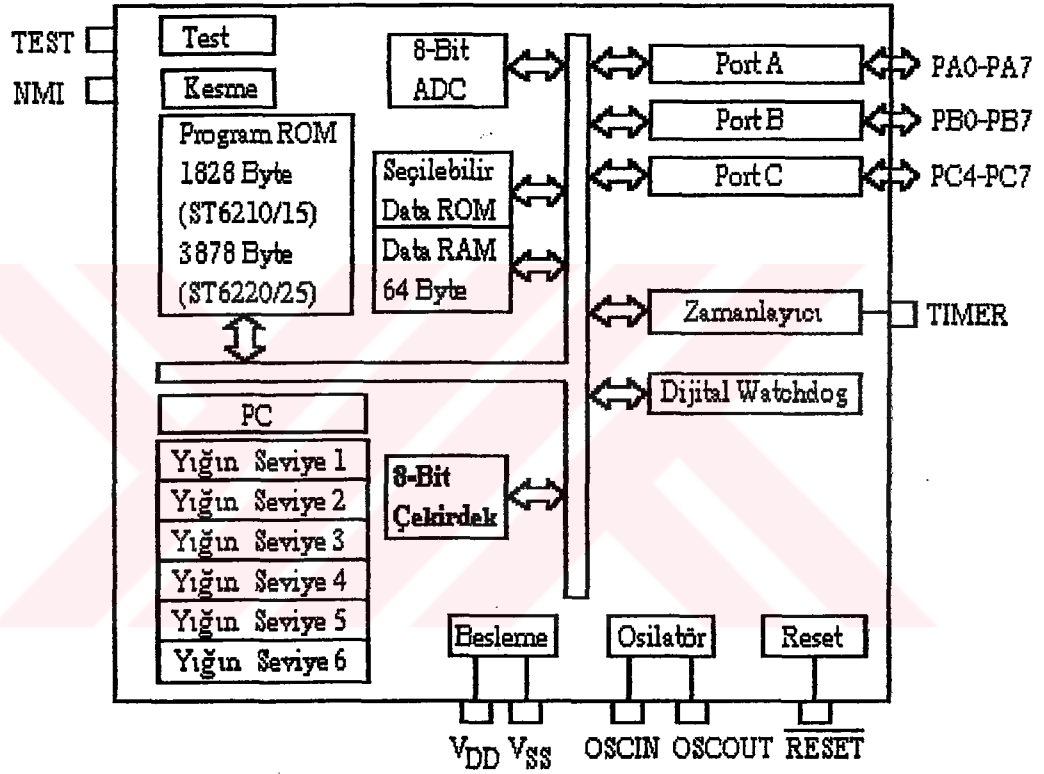 TEST
NMI
Test
Kesme
Program ROM
1828 Byte
(ST6210/15)
3878 Byte
(ST6220/25)
8-Bit
ADC
Seçilebilir
Data ROM
Data RAM
64 Byte
Port A
PA0-PA7
Port B
PB0-PB7
Port C
PC4-PC7
Zamanlayıcı
TIMER
Dijital Watchdog
PC
Yığın Seviye 1
Yığın Seviye 2
Yığın Seviye 3
Yığın Seviye 4
Yığın Seviye 5
Yığın Seviye 6
8-Bit
Çekirdek
Besleme
Osilatör
Reset
VDD VSS OSCIN OSCOUT RESET